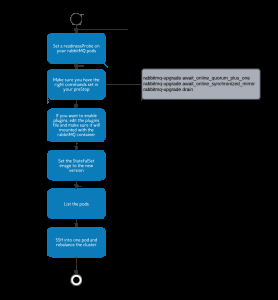 Set a readinessProbe on
your rabbitMQ pods
Make sure you have the
right commands set in
your preStop
rabbitmq-upgrade await_online_quorum_plus_one
rabbitmq-upgrade await_online_synchronized_mirror
rabbitmq-upgrade drain
If you want to enable
plugins, edit the plugins
file and make sure it will
mounted with the
rabbitMQ container
Set the StatefulSet
image to the new
version
List the pods
SSH into one pod and
rebalance the cluster